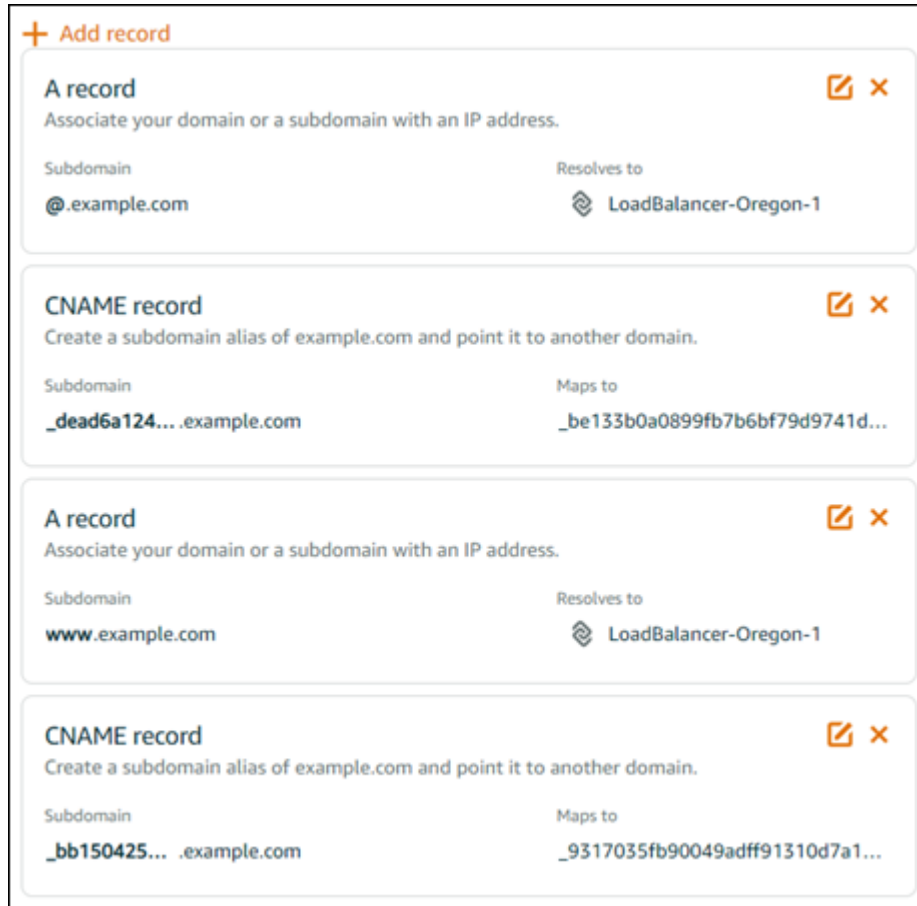 + Add record
A record
Associate your domain or a subdomain with an IP address.
Subdomain Resolves to
@.example.com LoadBalancer-Oregon-1
CNAME record
Create a subdomain alias of example.com and point it to another domain.
Subdomain Maps to
_dead6a124... .example.com _be133b0a0899fb7b6bf79d9741d...
A record
Associate your domain or a subdomain with an IP address.
Subdomain Resolves to
www.example.com LoadBalancer-Oregon-1
CNAME record
Create a subdomain alias of example.com and point it to another domain.
Subdomain Maps to
_bb150425... .example.com _9317035fb90049adff91310d7a1...